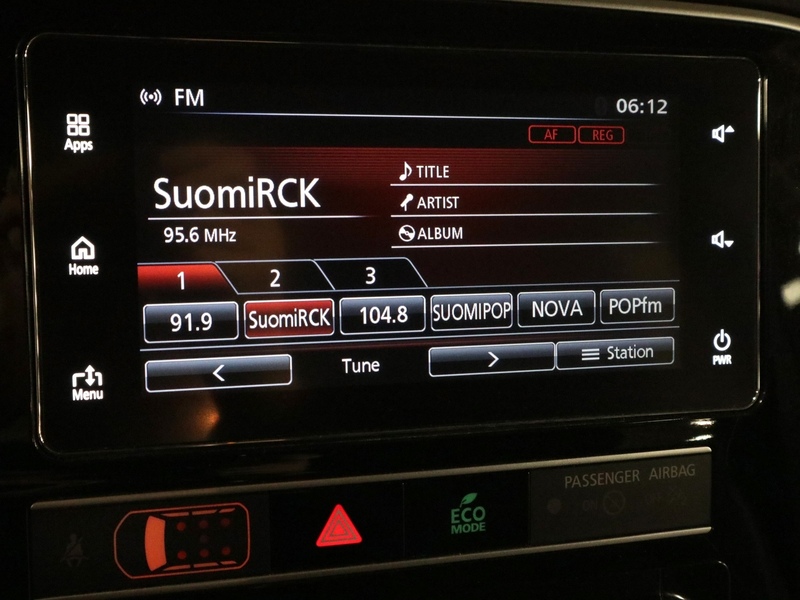 FM
06:12
AF REG
Apps
SuomiRCK
95.6 MHz
TITLE
ARTIST
ALBUM
Home
1 2 3
91.9 SuomiRCK 104.8 SUOMIPOP NOVA POPfm
< Tune > Station
Menu
PWR
PASSENGER AIRBAG
ON
ECO
MODE